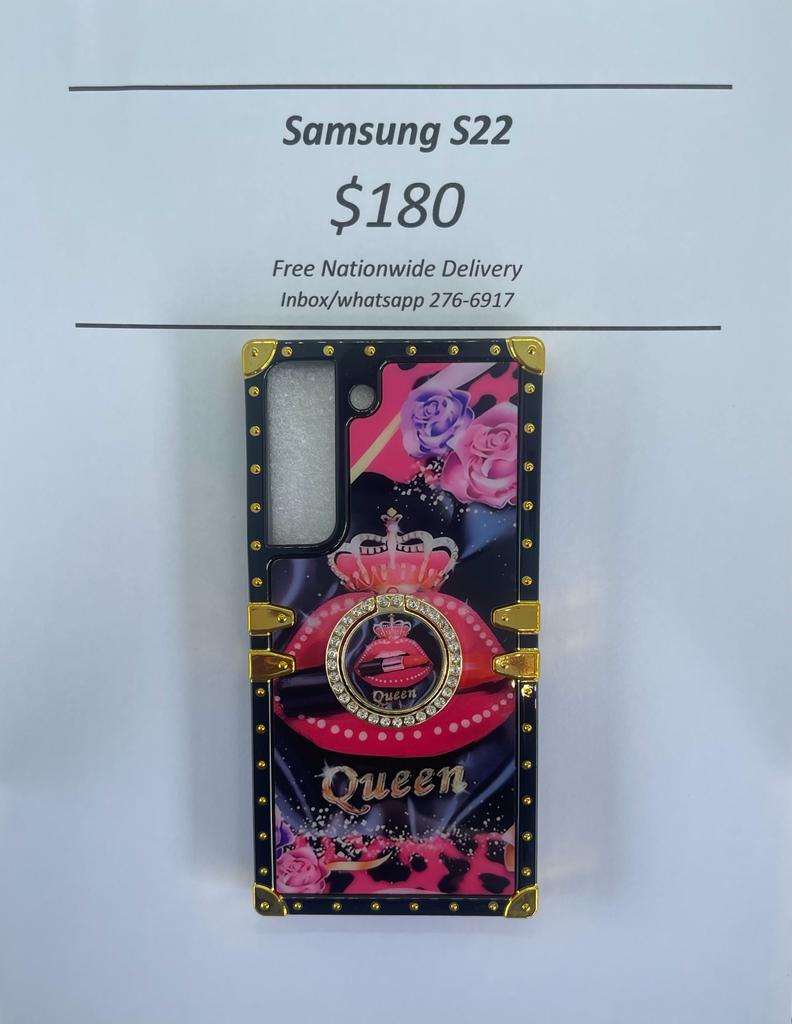 Samsung S22
$180
Free Nationwide Delivery
Inbox/whatsapp 276-6917
Queen
Queen